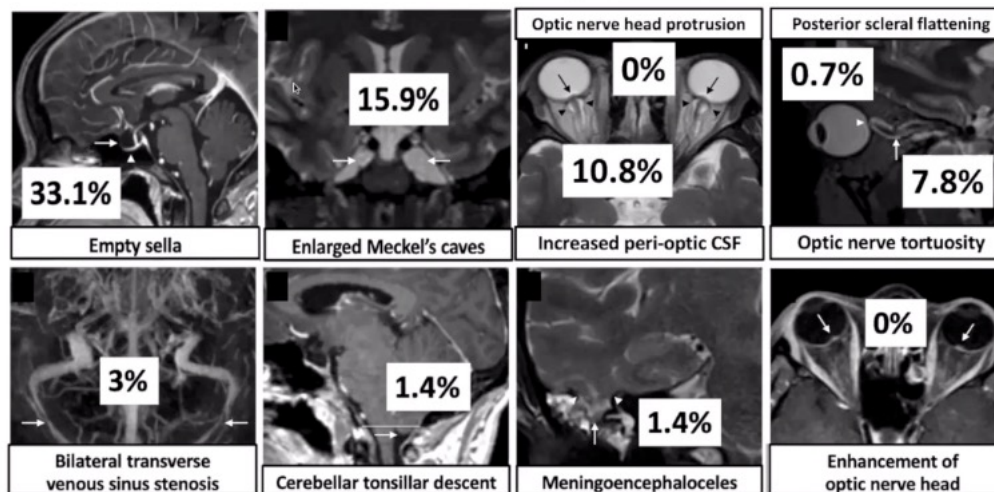 Optic nerve head protrusion
Posterior scleral flattening
33.1%
15.9%
0%
10.8%
0.7%
7.8%
Empty sella
Enlarged Meckel's caves
Increased peri-optic CSF
Optic nerve tortuosity
3%
1.4%
1.4%
0%
Bilateral transverse
venous sinus stenosis
Cerebellar tonsillar descent
Meningoencephaloceles
Enhancement of
optic nerve head